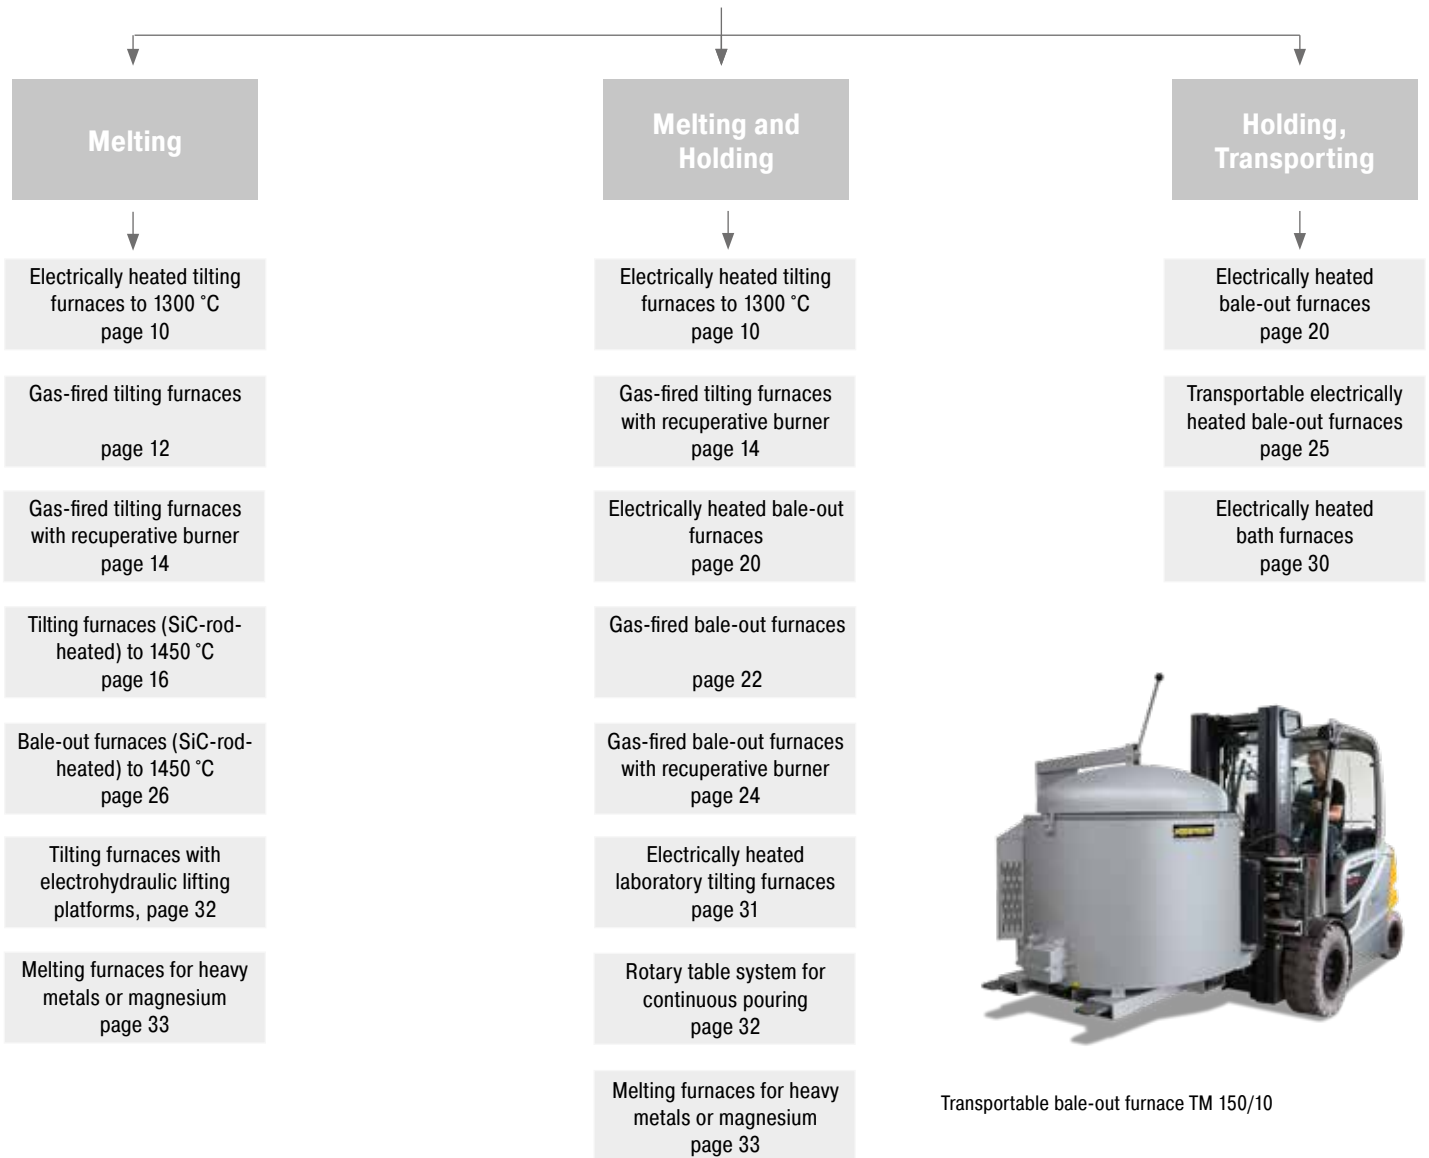 Melting
Electrically heated tilting
furnaces to 1300 °C
page 10
Gas-fired tilting furnaces
page 12
Gas-fired tilting furnaces
with recuperative burner
page 14
Tilting furnaces (SiC-rod-
heated) to 1450 °C
page 16
Bale-out furnaces (SiC-rod-
heated) to 1450 °C
page 26
Tilting furnaces with
electrohydraulic lifting
platforms, page 32
Melting furnaces for heavy
metals or magnesium
page 33
Melting and
Holding
Electrically heated tilting
furnaces to 1300 °C
page 10
Gas-fired tilting furnaces
with recuperative burner
page 14
Electrically heated bale-out
furnaces
page 20
Gas-fired bale-out furnaces
page 22
Gas-fired bale-out furnaces
with recuperative burner
page 24
Electrically heated
laboratory tilting furnaces
page 31
Rotary table system for
continuous pouring
page 32
Melting furnaces for heavy
metals or magnesium
page 33
Holding,
Transporting
Electrically heated
bale-out furnaces
page 20
Transportable electrically
heated bale-out furnaces
page 25
Electrically heated
bath furnaces
page 30
Transportable bale-out furnace TM 150/10